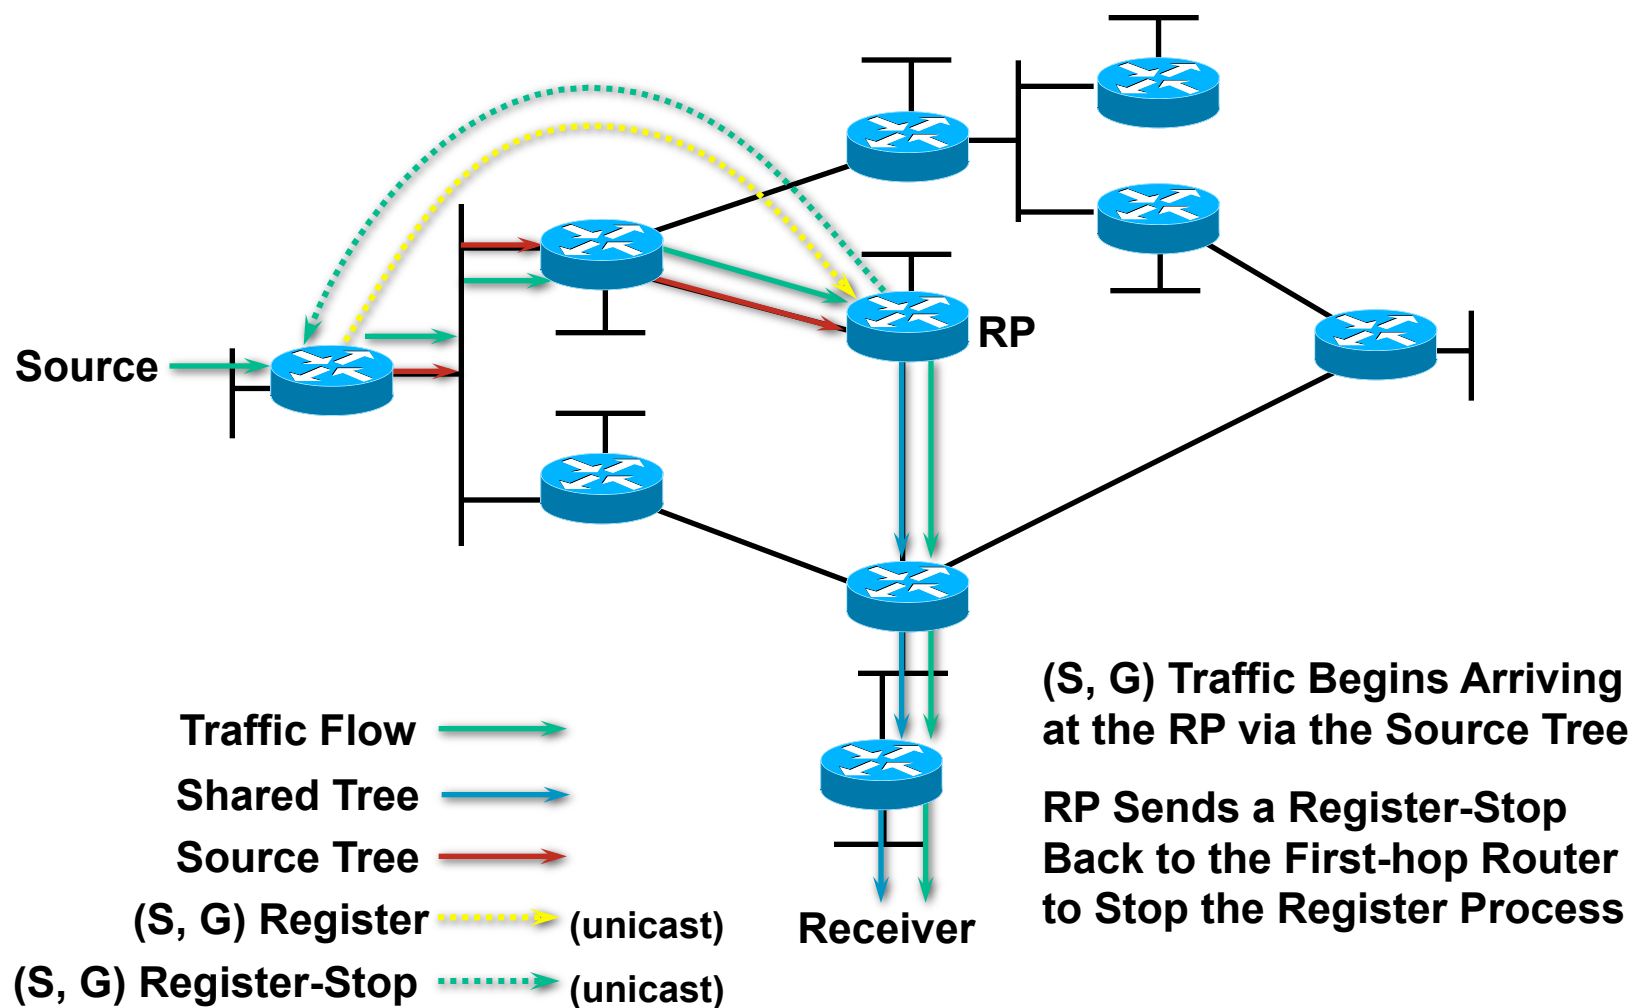 Source
RP
Traffic Flow
Shared Tree
Source Tree
(S, G) Register (unicast)
(S, G) Register-Stop (unicast)
Receiver
(S, G) Traffic Begins Arriving
at the RP via the Source Tree
RP Sends a Register-Stop
Back to the First-hop Router
to Stop the Register Process